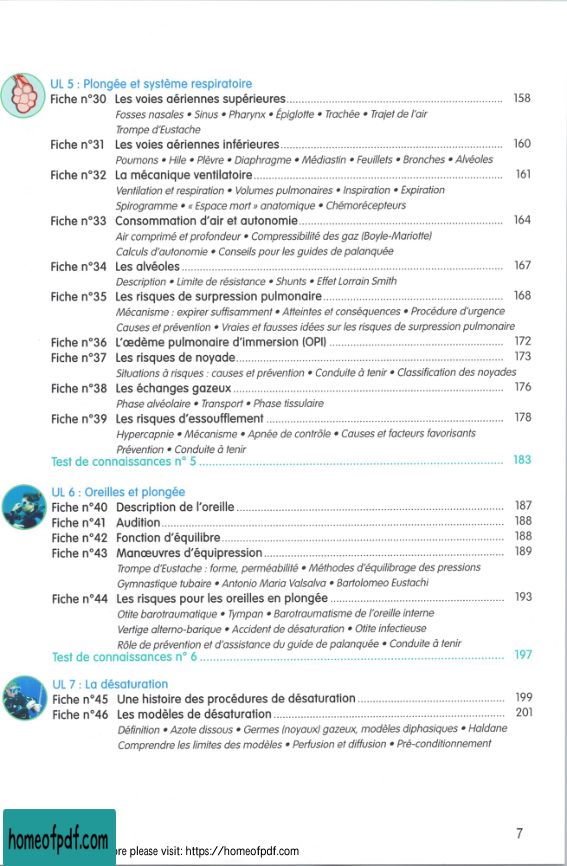 UL 5 : Plongée et système respiratoire
Fiche n°30 Les voies aériennes supérieures 158
Fosses nasales • Sinus • Pharynx • Épiglotte • Trachée • Trajet de l'air
Trompe d'Eustache
Fiche n°31 Les voies aériennes inférieures 160
Poumons • Hile • Plèvre • Diaphragme • Médiastin • Feuillets • Bronches • Alvéoles
Fiche n°32 La mécanique ventilatoire 161
Ventilation et respiration • Volumes pulmonaires • Inspiration • Expiration
Spirogramme • « Espace mort » anatomique • Chémorécepteurs
Fiche n°33 Consommation d'air et autonomie 164
Air comprimé et profondeur • Compressibilité des gaz (Boyle-Mariotte)
Calculs d'autonomie • Conseils pour les guides de palanquée
Fiche n°34 Les alvéoles 167
Description • Limite de résistance • Shunts • Effet Lorrain Smith
Fiche n°35 Les risques de surpression pulmonaire 168
Mécanisme : expirer suffisamment • Atteintes et conséquences • Procédure d'urgence
Causes et prévention • Vraies et fausses idées sur les risques de surpression pulmonaire
Fiche n°36 L'œdème pulmonaire d'immersion (OPI) 172
Fiche n°37 Les risques de noyade 173
Situations à risques : causes et prévention • Conduite à tenir • Classification des noyades
Fiche n°38 Les échanges gazeux 176
Phase alvéolaire • Transport • Phase tissulaire
Fiche n°39 Les risques d'essoufflement 178
Hypercapnie • Mécanisme • Apnée de contrôle • Causes et facteurs favorisants
Prévention • Conduite à tenir
Test de connaissances n° 5 183
UL 6 : Oreilles et plongée
Fiche n°40 Description de l'oreille 187
Fiche n°41 Audition 188
Fiche n°42 Fonction d'équilibre 188
Fiche n°43 Manœuvres d'équipression 189
Trompe d'Eustache : forme, perméabilité • Méthodes d'équilibrage des pressions
Gymnastique tubaire • Antonio Maria Valsalva • Bartolomeo Eustachi
Fiche n°44 Les risques pour les oreilles en plongée 193
Otite barotraumatique • Tympan • Barotraumatisme de l'oreille interne
Vertige alterno-barique • Accident de désaturation • Otite infectieuse
Rôle de prévention et d'assistance du guide de palanquée • Conduite à tenir
Test de connaissances n° 6 197
UL 7 : La désaturation
Fiche n°45 Une histoire des procédures de désaturation 199
Fiche n°46 Les modèles de désaturation 201
Définition • Azote dissous • Germes (noyaux) gazeux, modèles diphasiques • Haldane
Comprendre les limites des modèles • Perfusion et diffusion • Pré-conditionnement
7
homeofpdf.com
re please visit: https://homeofpdf.com